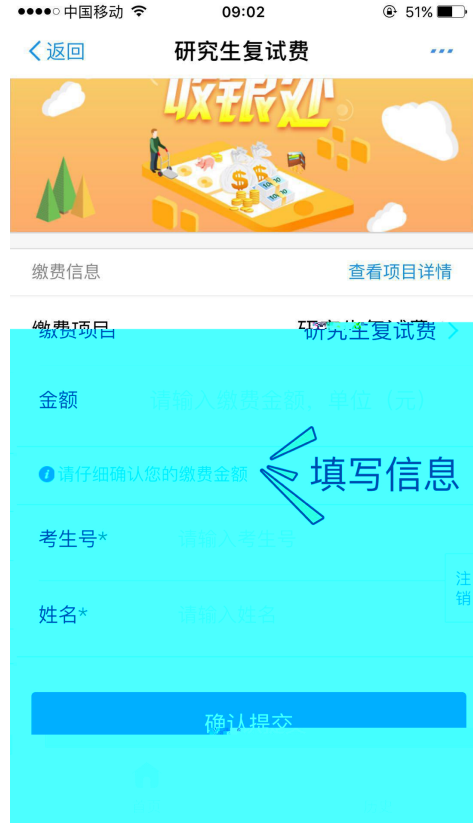 中国移动 09:02 51%
返回 研究生复试费
收银处
缴费信息 查看项目详情
缴费项目 研究生复试费
金额 请输入缴费金额，单位（元）
请仔细确认您的缴费金额
填写信息
考生号* 请输入考生号
姓名* 请输入姓名
注销
确认提交